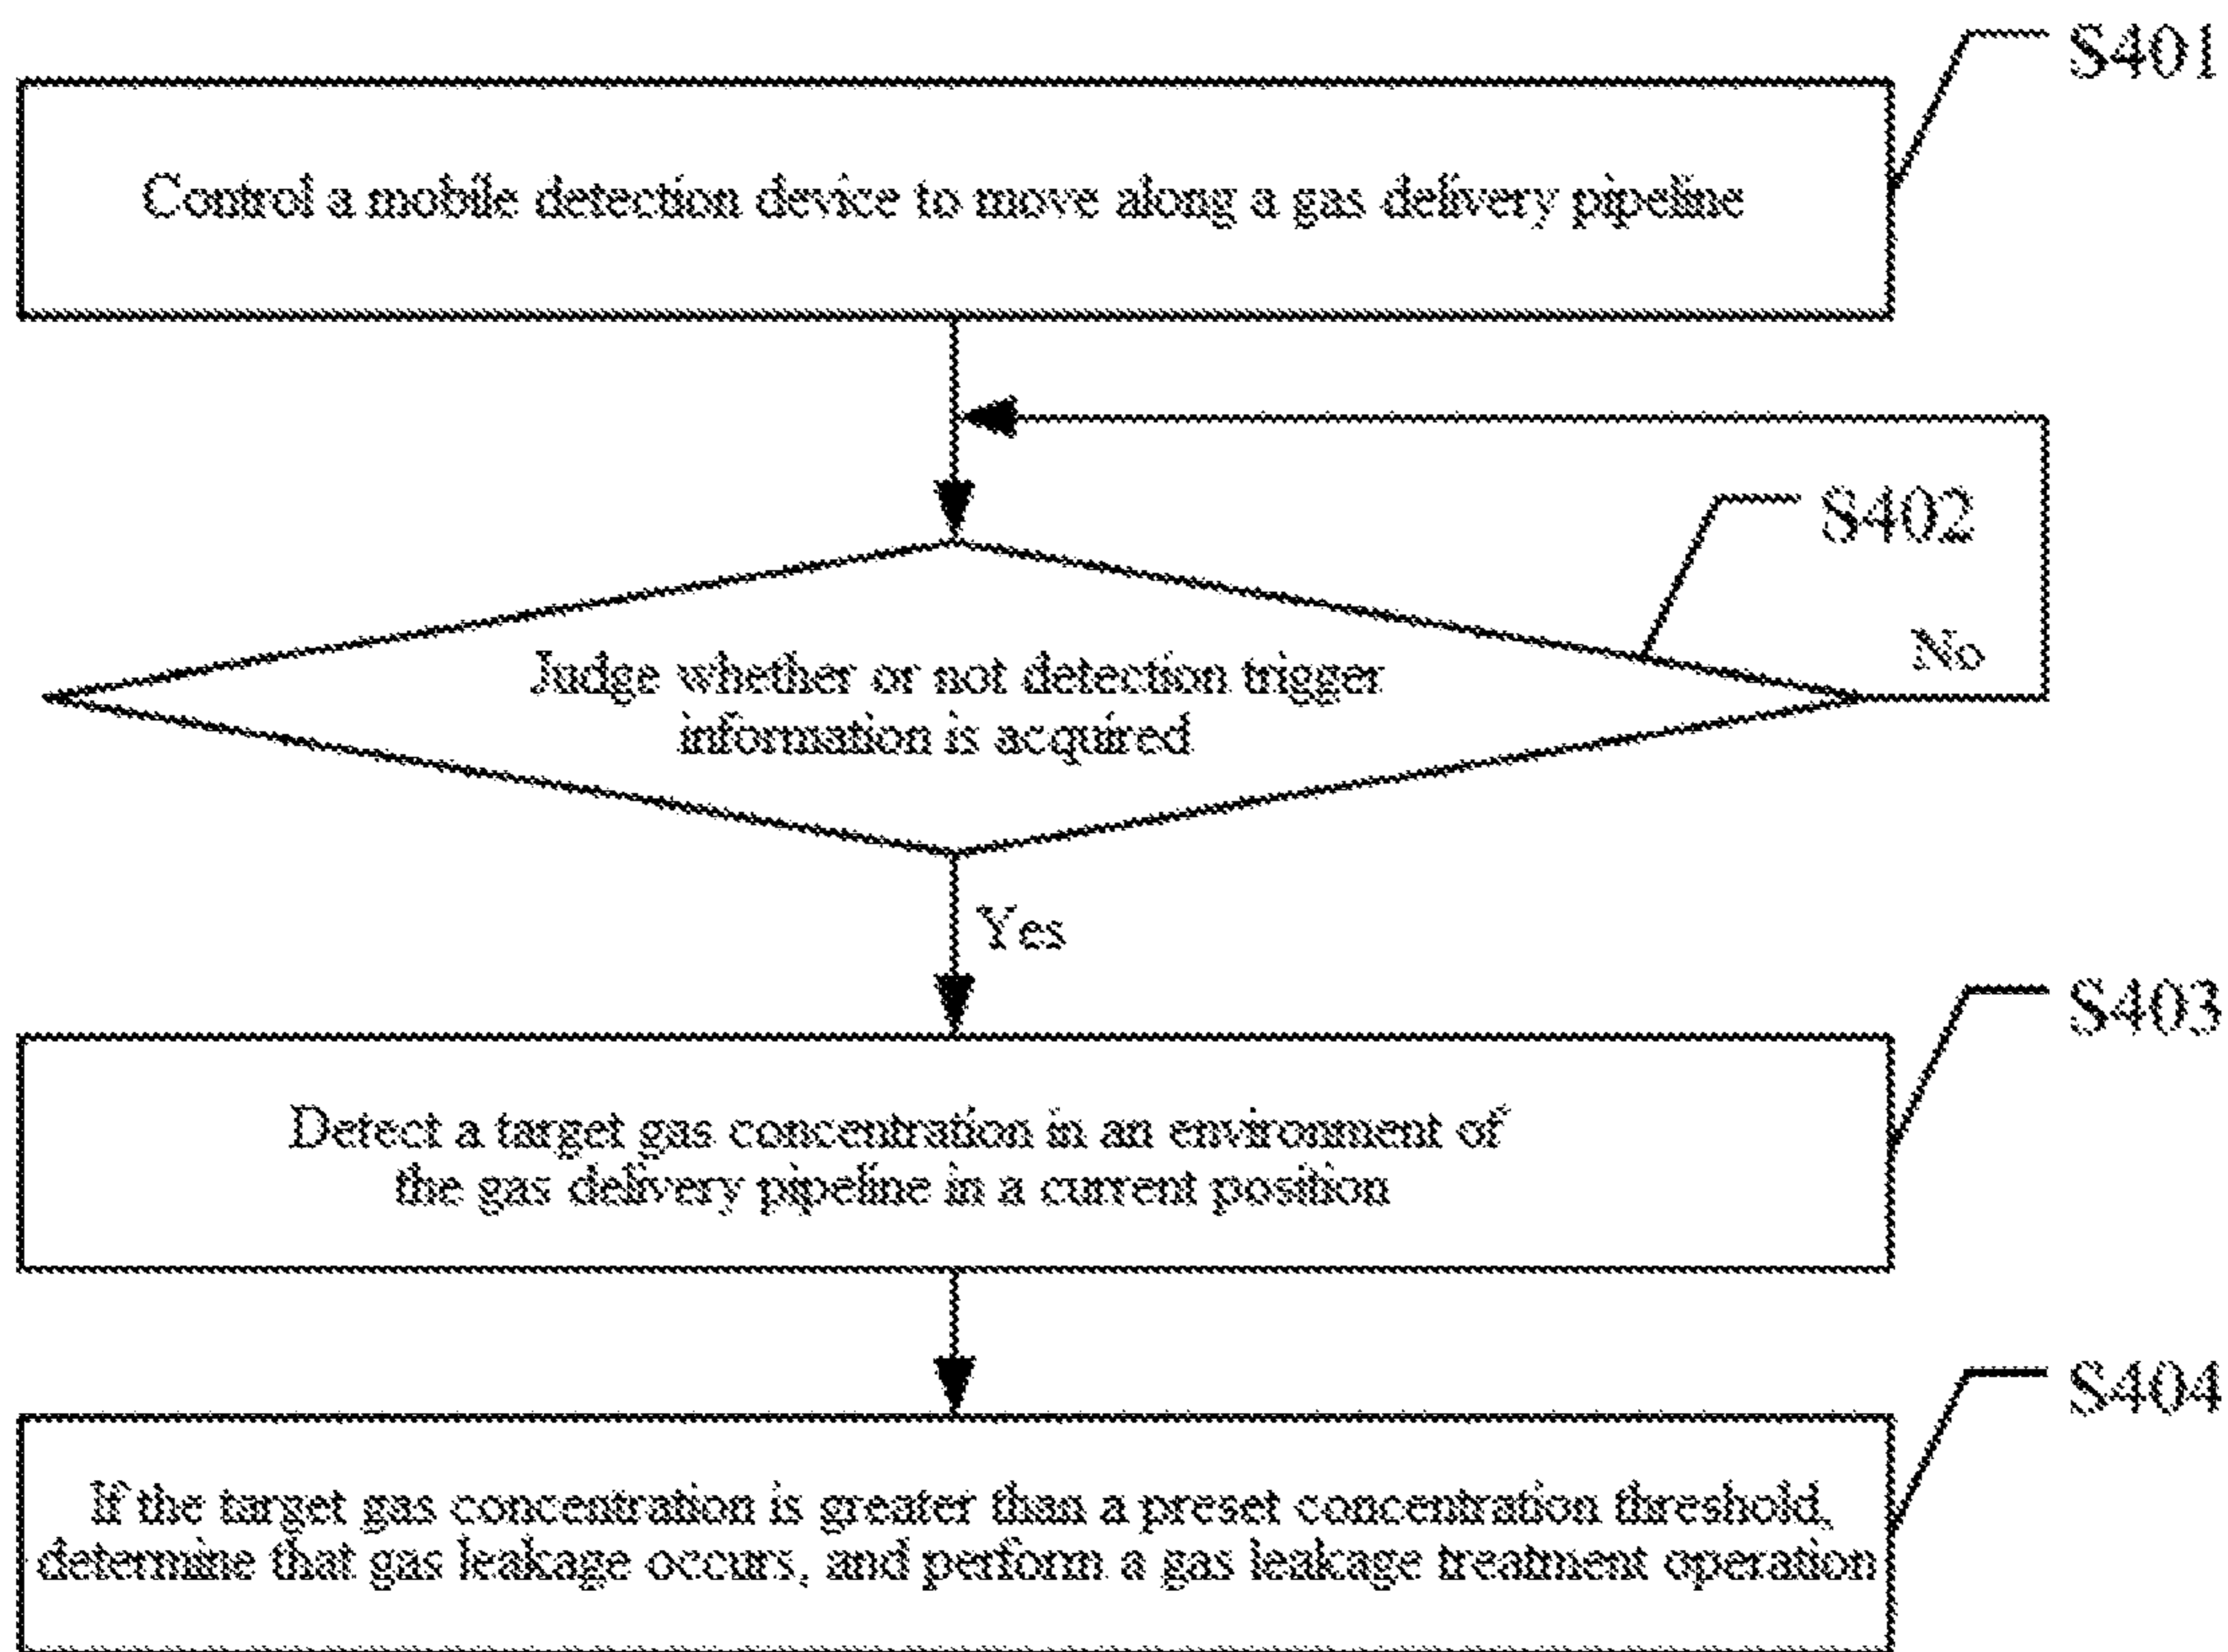 S401
Control a mobile detection device to move along a gas delivery pipeline
S402
No
Judge whether or not detection trigger
information is acquired
Yes
S403
Detect a target gas concentration in an environment of
the gas delivery pipeline in a current position
S404
If the target gas concentration is greater than a preset concentration threshold,
determine that gas leakage occurs, and perform a gas leakage treatment operation